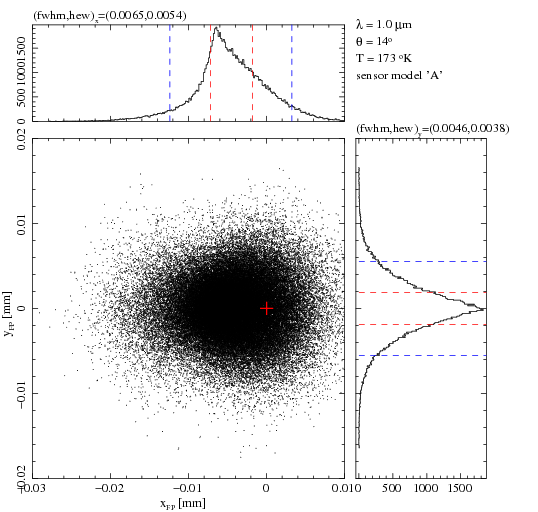 (fwhm,hew)ₓ=(0.0065,0.0054)
λ = 1.0 μm
θ = 14°
T = 173 °K
sensor model 'A'
0 500 1000 1500
(fwhm,hew)ᵧ=(0.0046,0.0038)
0.02
0.01
0
−0.01
−0.02
y_FP [mm]
−0.03 −0.02 −0.01 0 0.01
x_FP [mm]
0 500 1000 1500